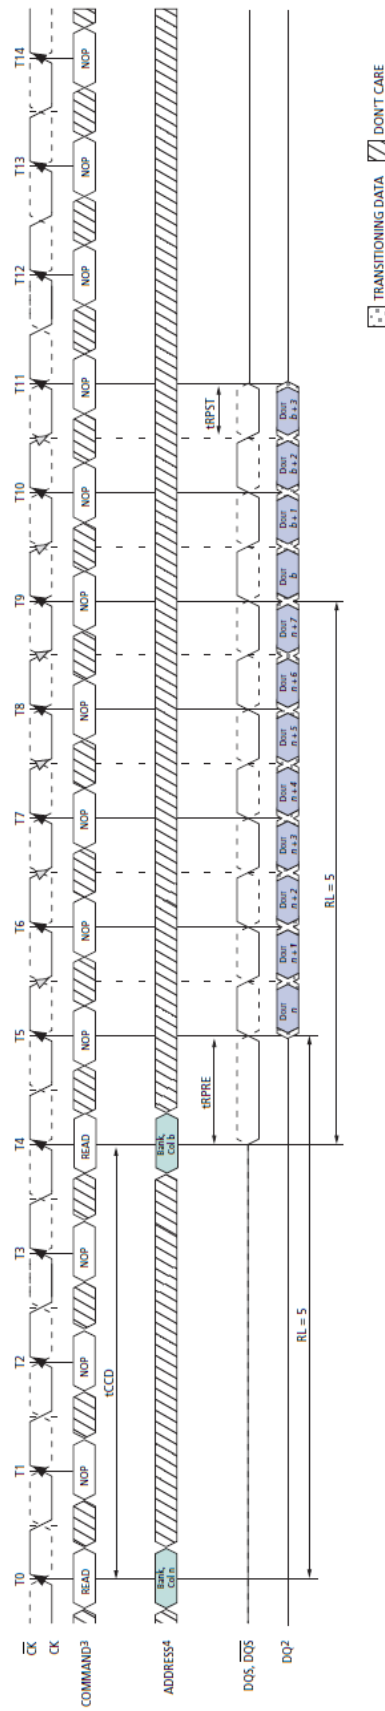 T0 T1 T2 T3 T4 T5 T6 T7 T8 T9 T10 T11 T12 T13 T14
CK
CK
COMMAND3 READ NOP NOP NOP READ NOP NOP NOP NOP NOP NOP NOP NOP NOP NOP
tCCD
ADDRESS4
Bank, Bank,
Col n Col b
tRPRE tRPST
DQS, DQS
DQ2
DOUT DOUT DOUT DOUT DOUT DOUT DOUT DOUT DOUT DOUT DOUT DOUT
n n+1 n+2 n+3 n+4 n+5 n+6 n+7 b b+1 b+2 b+3
RL = 5
RL = 5
TRANSITIONING DATA DON'T CARE